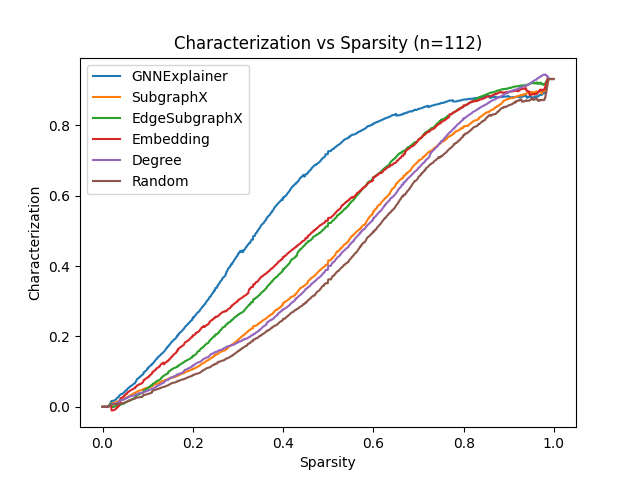 Characterization vs Sparsity (n=112)
GNNExplainer
SubgraphX
EdgeSubgraphX
Embedding
Degree
Random
Characterization
0.8
0.6
0.4
0.2
0.0
0.0 0.2 0.4 0.6 0.8 1.0
Sparsity